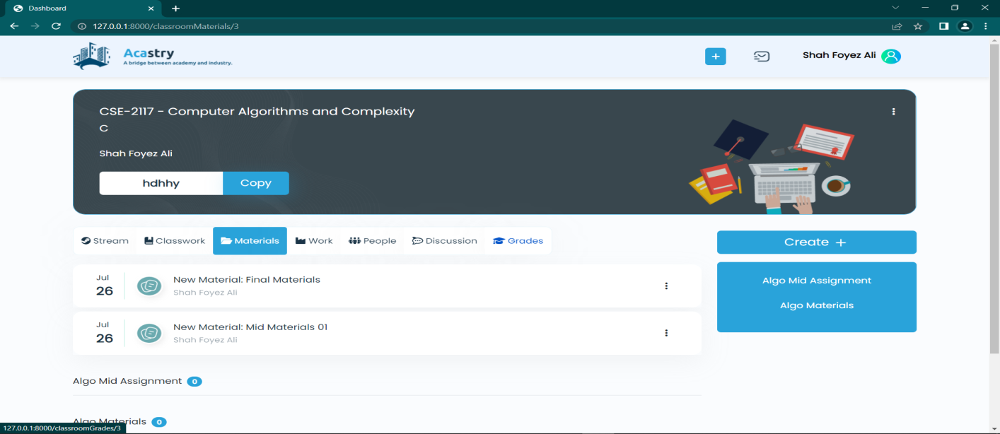 Dashboard
127.0.0.1:8000/classroomMaterials/3
Acastry
A bridge between academy and industry.
+
Shah Foyez Ali
CSE-2117 - Computer Algorithms and Complexity
C
Shah Foyez Ali
hdhhy Copy
Stream Classwork Materials Work People Discussion Grades
Create +
Jul
26
New Material: Final Materials
Shah Foyez Ali
Jul
26
New Material: Mid Materials 01
Shah Foyez Ali
Algo Mid Assignment
Algo Materials
Algo Mid Assignment 0
Algo Materials 0
127.0.0.1:8000/classroomGrades/3